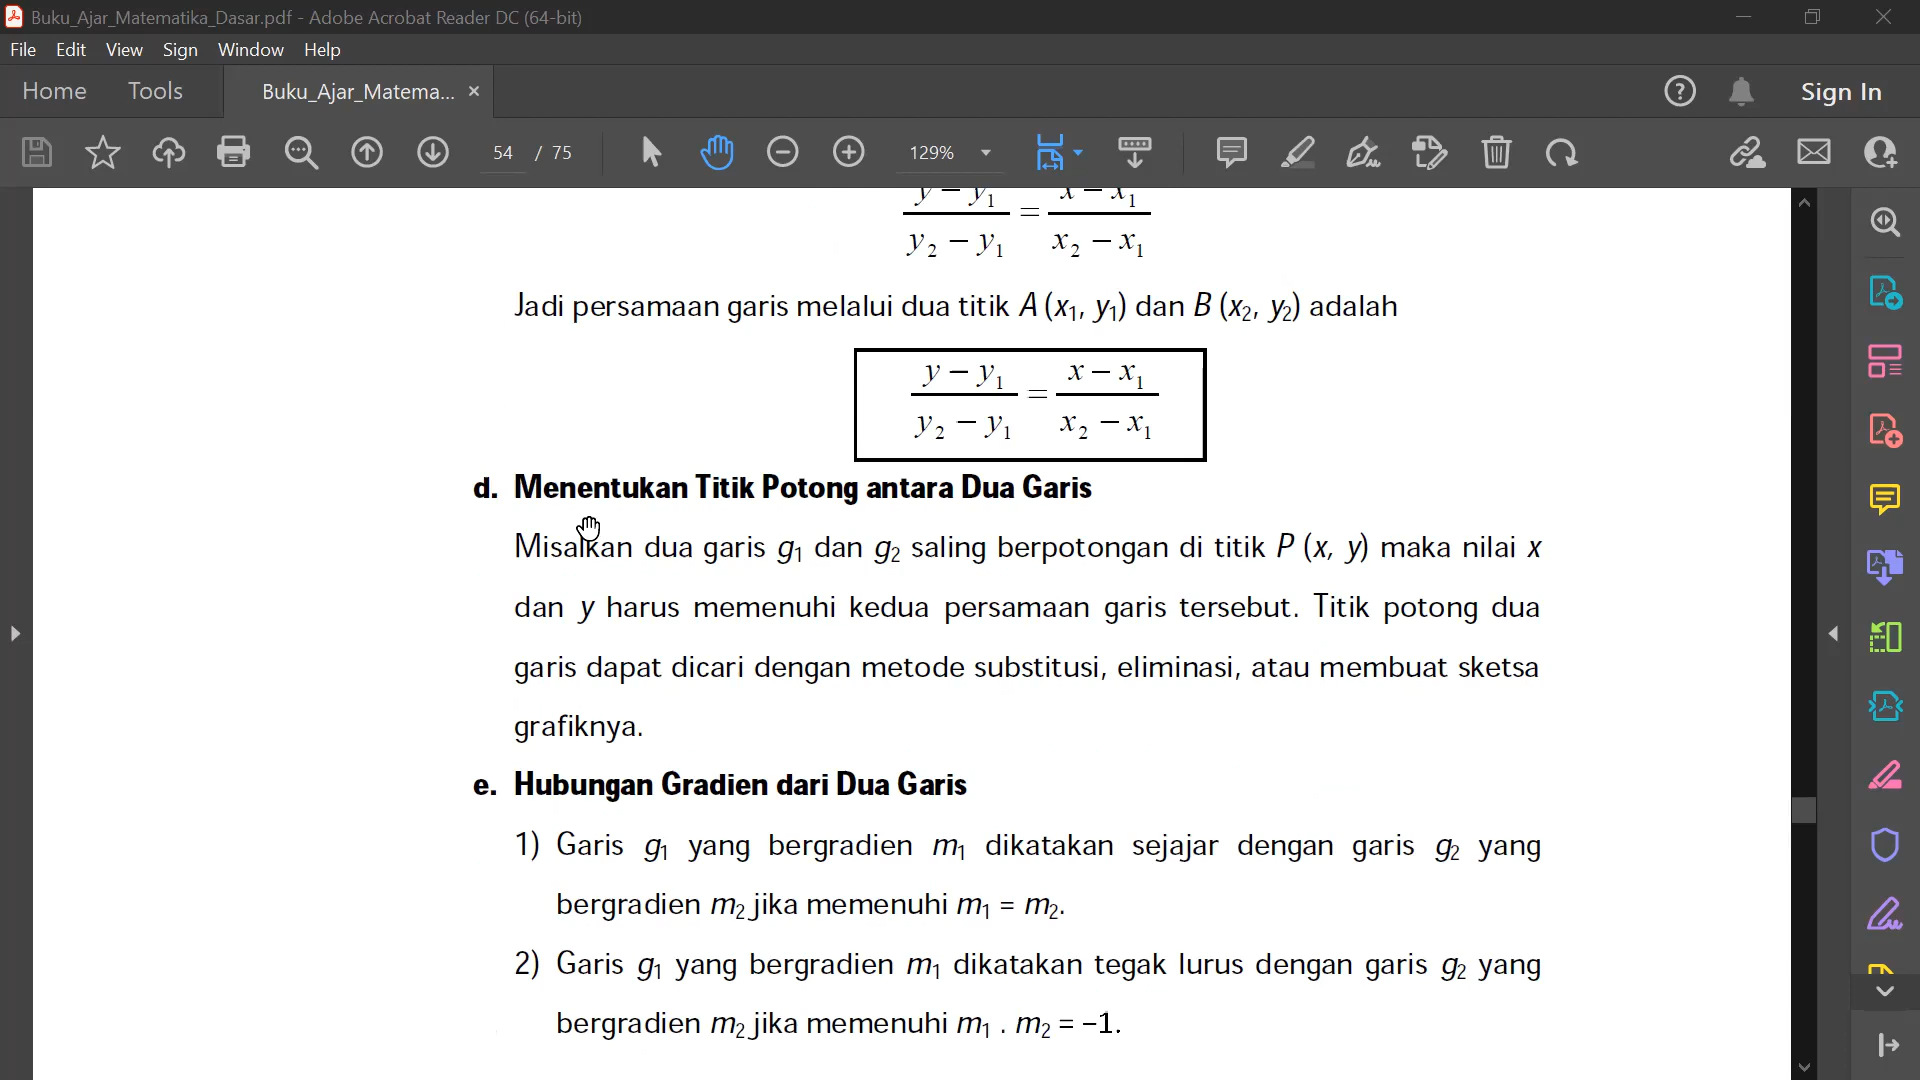 Buku_Ajar_Matematika_Dasar.pdf - Adobe Acrobat Reader DC (64-bit)
File Edit View Sign Window Help
Home Tools Buku_Ajar_Matema... × Sign In
54 / 75 129%
y − y₁ / y₂ − y₁ = x − x₁ / x₂ − x₁
Jadi persamaan garis melalui dua titik A (x₁, y₁) dan B (x₂, y₂) adalah
y − y₁ / y₂ − y₁ = x − x₁ / x₂ − x₁
d. Menentukan Titik Potong antara Dua Garis
Misalkan dua garis g₁ dan g₂ saling berpotongan di titik P (x, y) maka nilai x
dan y harus memenuhi kedua persamaan garis tersebut. Titik potong dua
garis dapat dicari dengan metode substitusi, eliminasi, atau membuat sketsa
grafiknya.
e. Hubungan Gradien dari Dua Garis
1) Garis g₁ yang bergradien m₁ dikatakan sejajar dengan garis g₂ yang
bergradien m₂ jika memenuhi m₁ = m₂.
2) Garis g₁ yang bergradien m₁ dikatakan tegak lurus dengan garis g₂ yang
bergradien m₂ jika memenuhi m₁ . m₂ = –1.